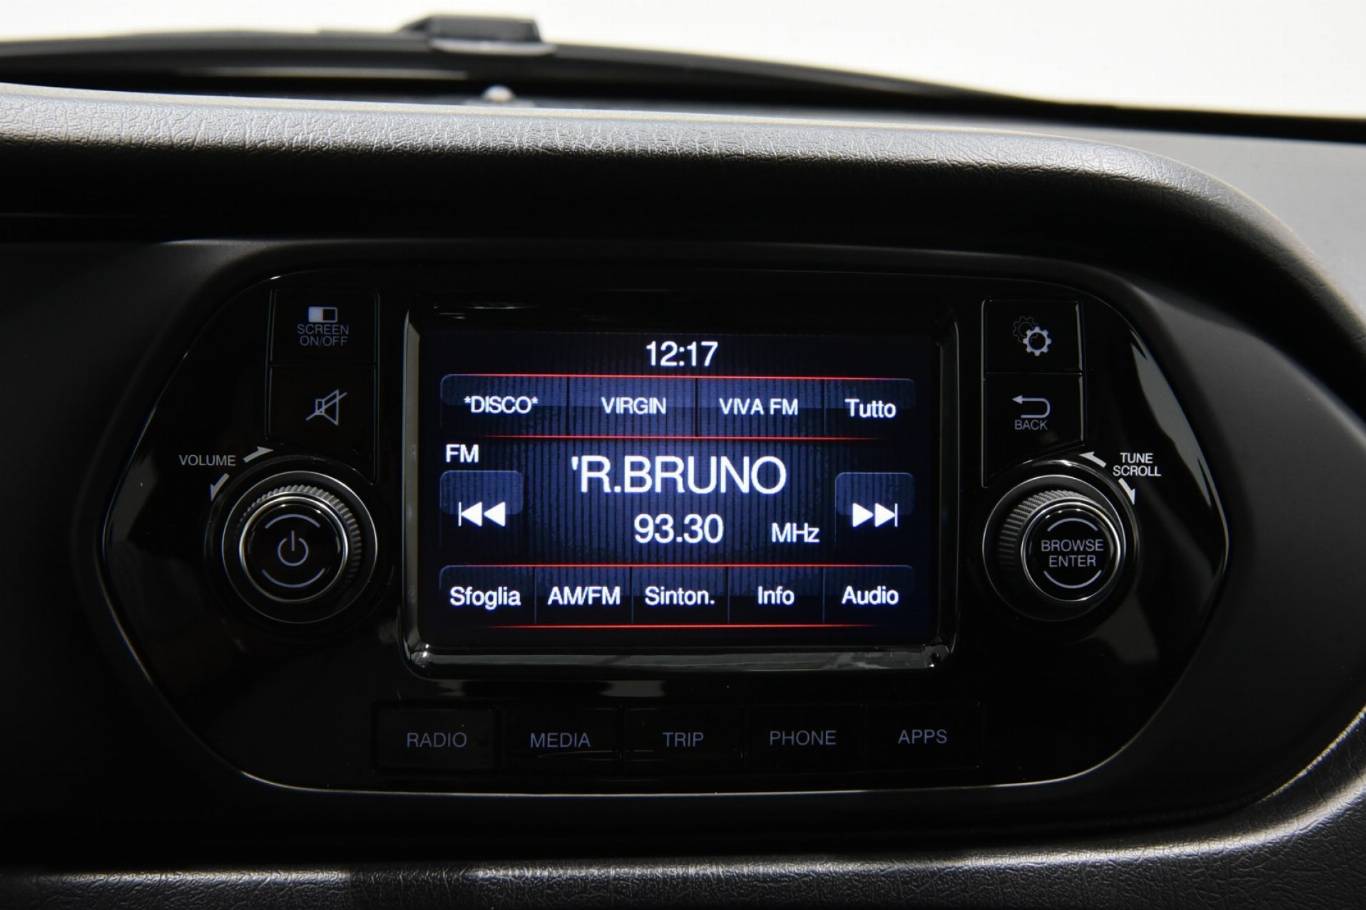 SCREEN
ON/OFF
VOLUME
12:17
*DISCO* VIRGIN VIVA FM Tutto
FM
'R.BRUNO
93.30 MHz
Sfoglia AM/FM Sinton. Info Audio
BACK
TUNE
SCROLL
BROWSE
ENTER
RADIO MEDIA TRIP PHONE APPS